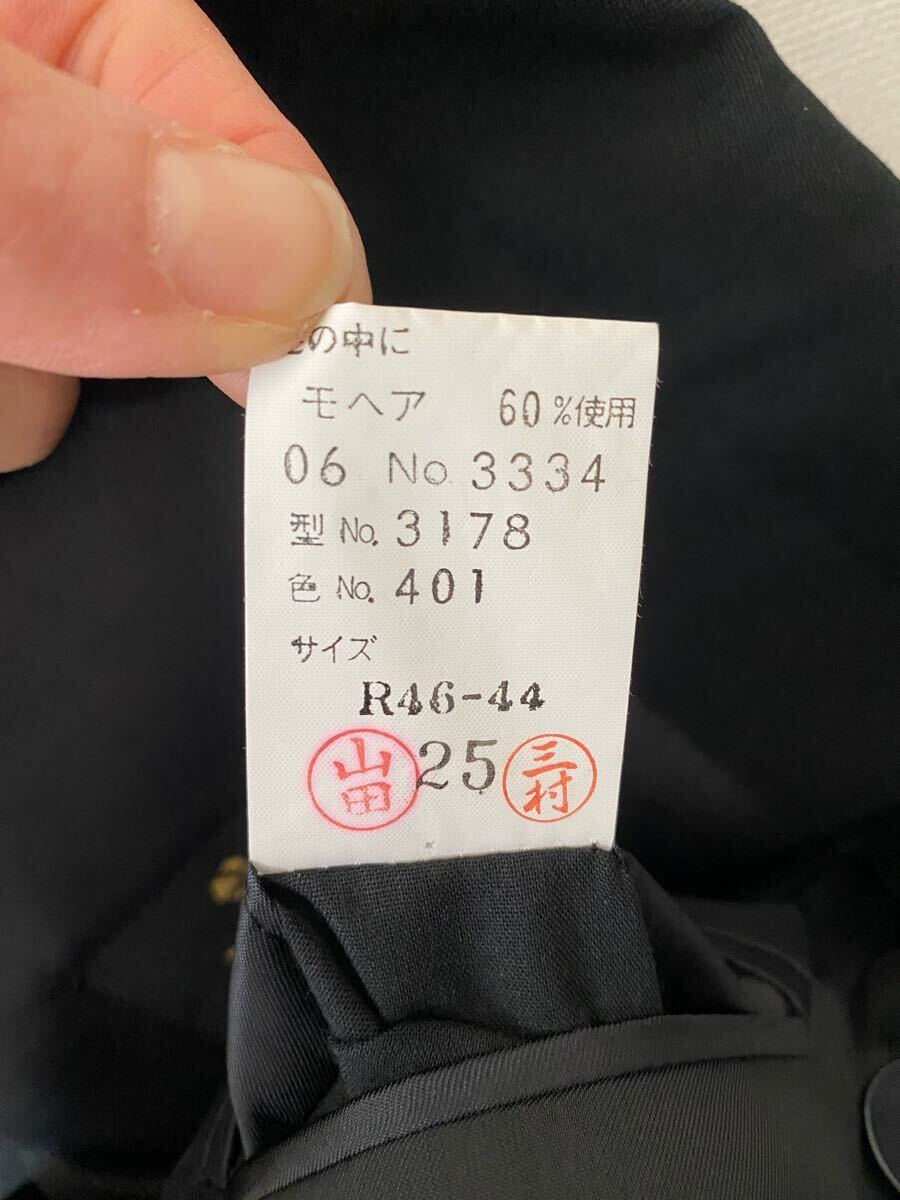 の中に
モヘア 60%使用
06 No. 3334
型 No. 3178
色 No. 401
サイズ
R46-44
山田 25 三村